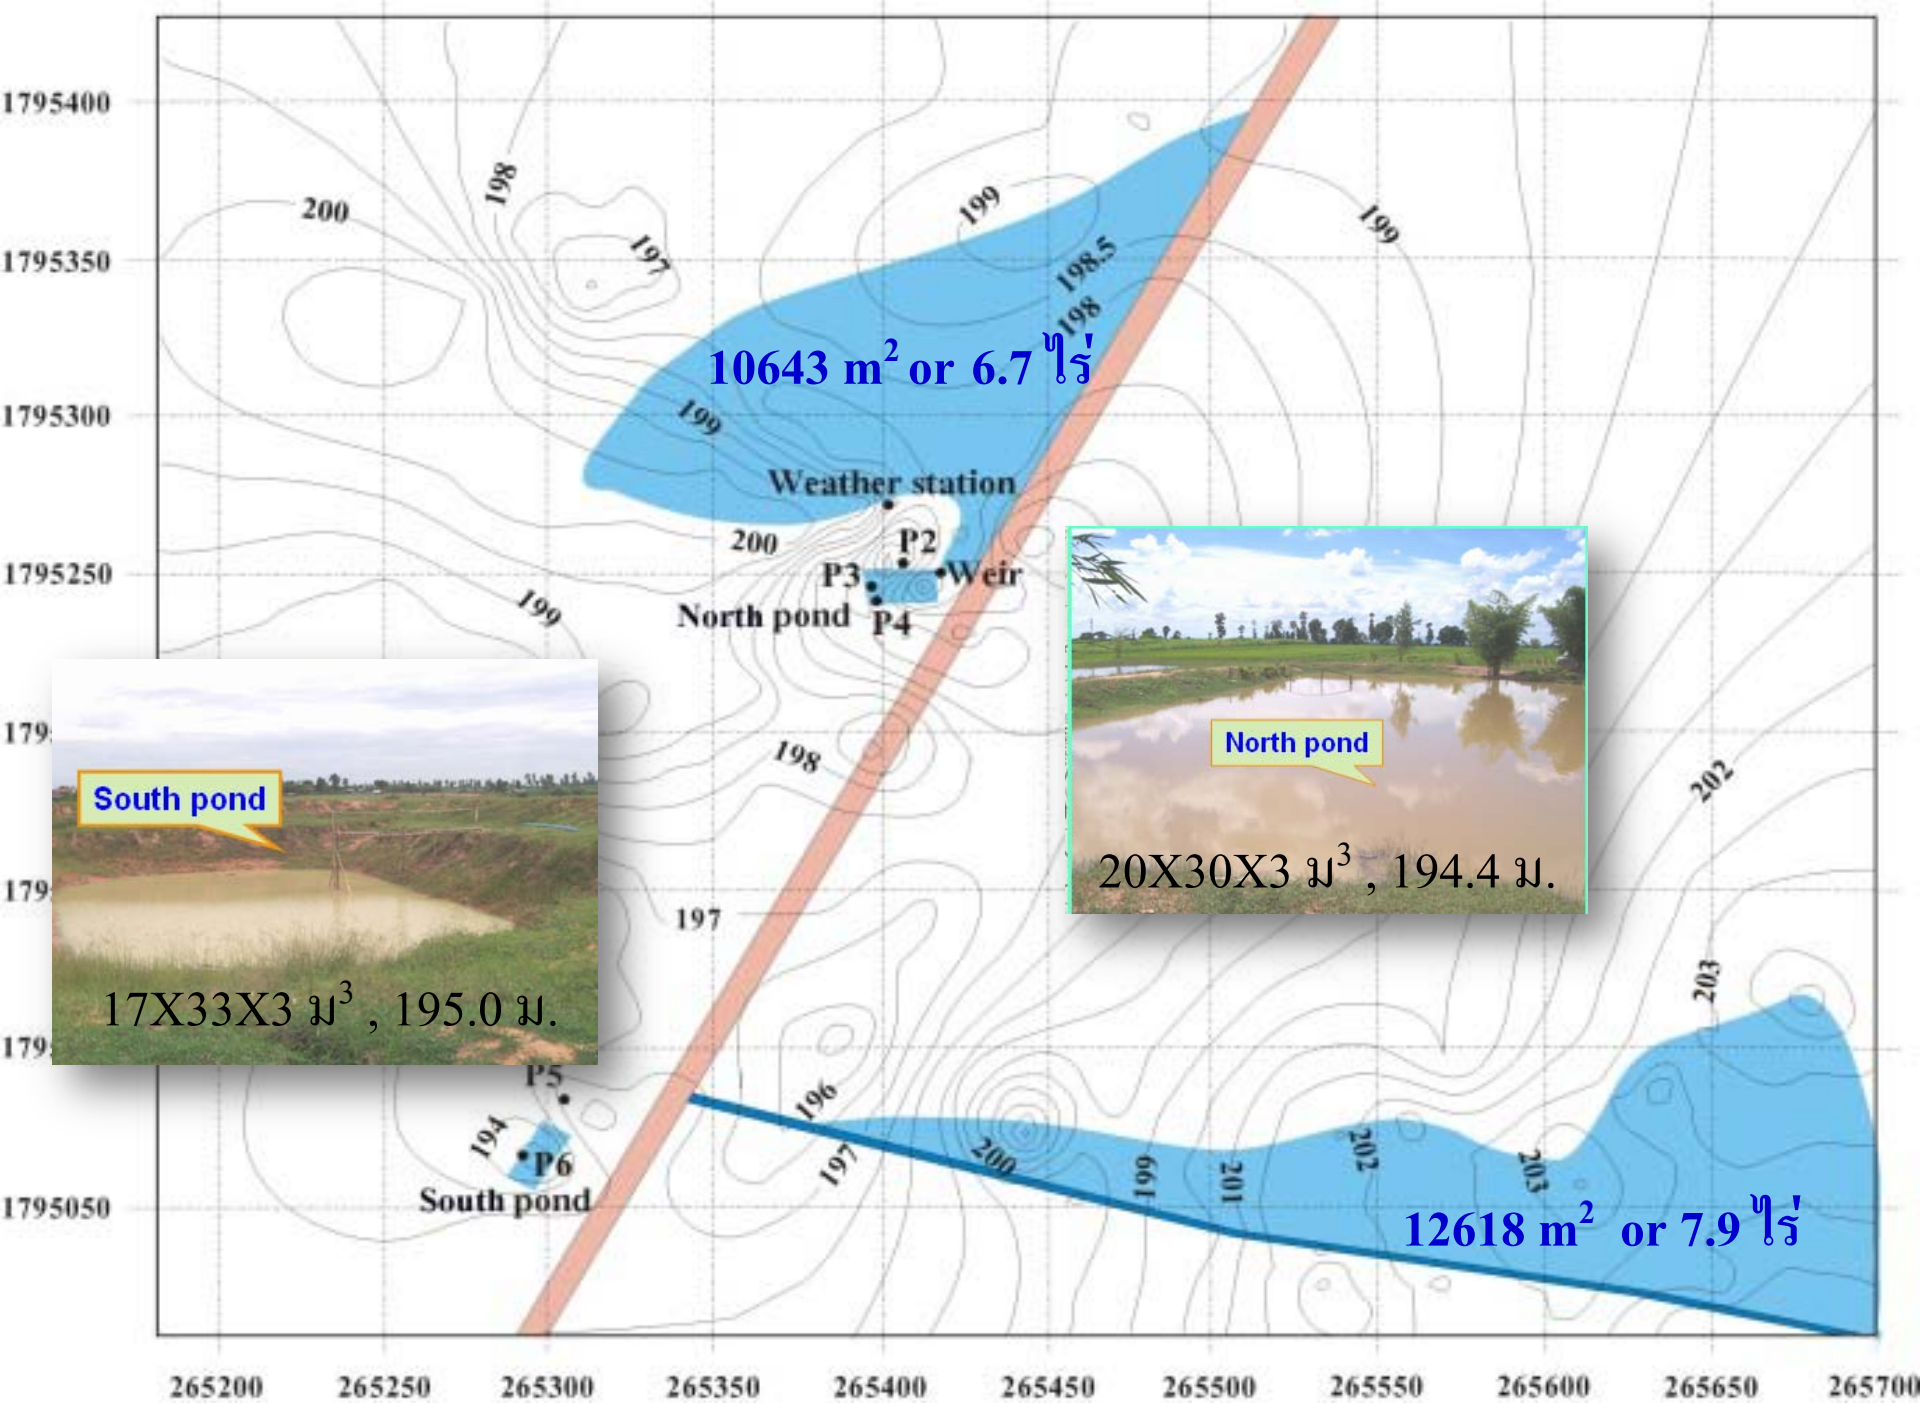 1795400
198
200
199
199
197
1795350
198.5
198
10643 m² or 6.7 ไร่
1795300
199
Weather station
200
P2
1795250
P3
Weir
199
North pond
P4
179
198
202
North pond
South pond
20X30X3 ม³ , 194.4 ม.
179
197
203
17X33X3 ม³ , 195.0 ม.
179
P5
196
194
P6
197
200
199
201
202
203
South pond
1795050
12618 m² or 7.9 ไร่
265200 265250 265300 265350 265400 265450 265500 265550 265600 265650 265700